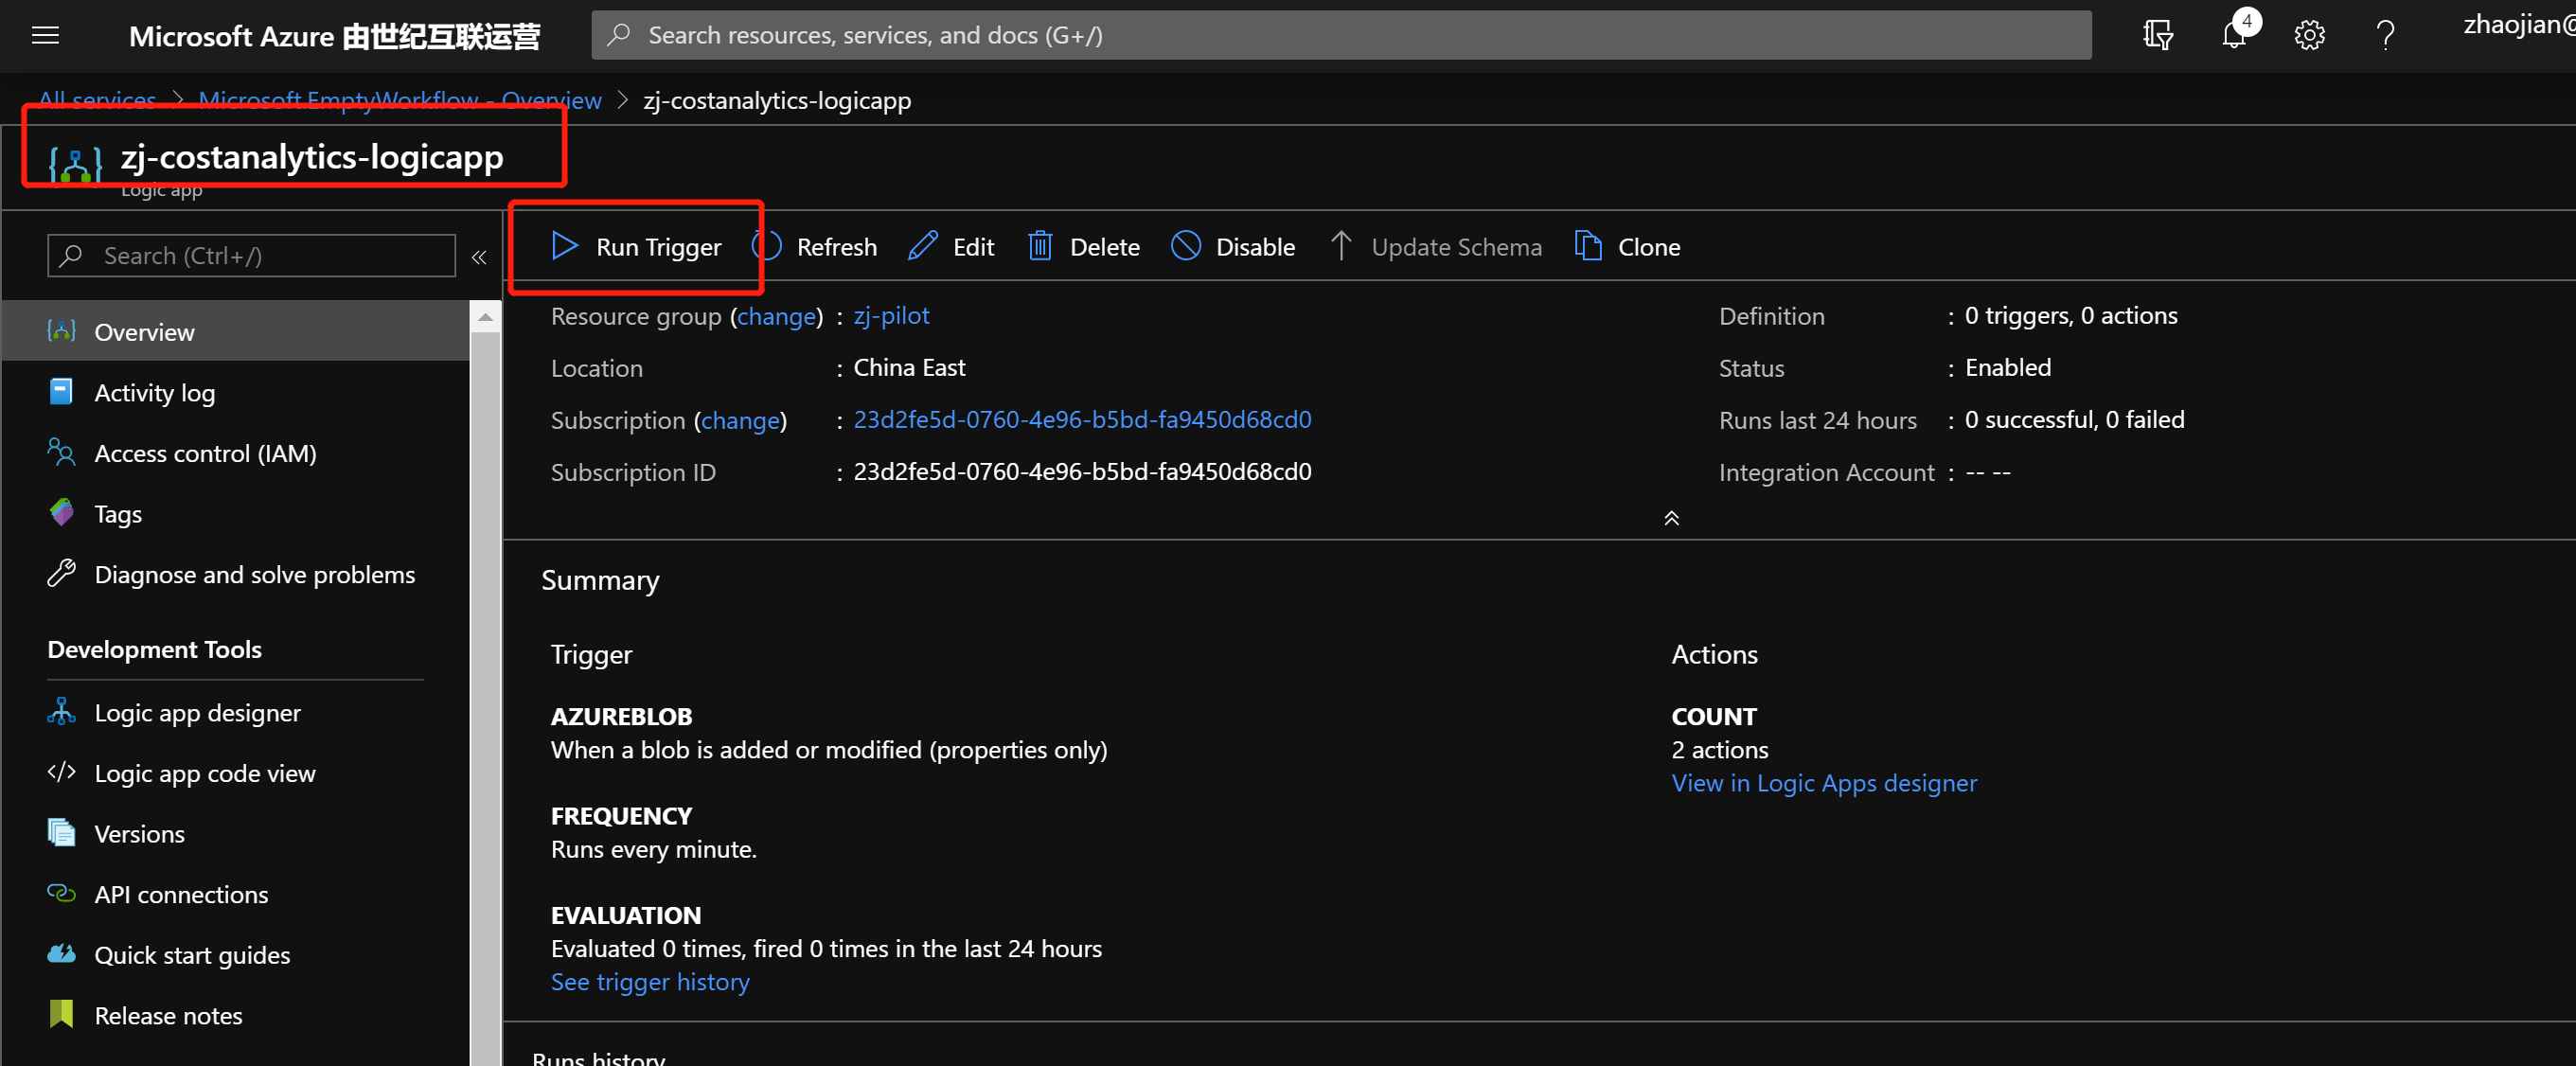 Microsoft Azure 由世纪互联运营
Search resources, services, and docs (G+/)
4
zhaojian@
All services > Microsoft.EmptyWorkflow - Overview > zj-costanalytics-logicapp
zj-costanalytics-logicapp
Logic app
Search (Ctrl+/)
«
Overview
Activity log
Access control (IAM)
Tags
Diagnose and solve problems
Development Tools
Logic app designer
Logic app code view
Versions
API connections
Quick start guides
Release notes
Run Trigger Refresh Edit Delete Disable Update Schema Clone
Resource group (change) : zj-pilot
Location : China East
Subscription (change) : 23d2fe5d-0760-4e96-b5bd-fa9450d68cd0
Subscription ID : 23d2fe5d-0760-4e96-b5bd-fa9450d68cd0
Definition : 0 triggers, 0 actions
Status : Enabled
Runs last 24 hours : 0 successful, 0 failed
Integration Account : -- --
Summary
Trigger
AZUREBLOB
When a blob is added or modified (properties only)
FREQUENCY
Runs every minute.
EVALUATION
Evaluated 0 times, fired 0 times in the last 24 hours
See trigger history
Actions
COUNT
2 actions
View in Logic Apps designer
Runs history